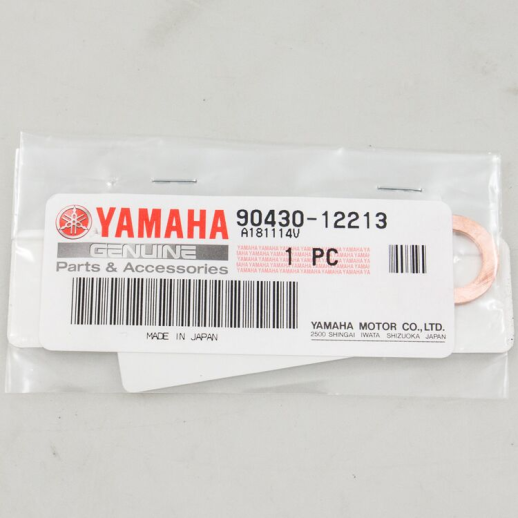 YAMAHA 90430-12213
A181114V
GENUINE
Parts & Accessories
1 PC
MADE IN JAPAN
YAMAHA MOTOR CO., LTD.
2500 SHINGAI IWATA SHIZUOKA JAPAN